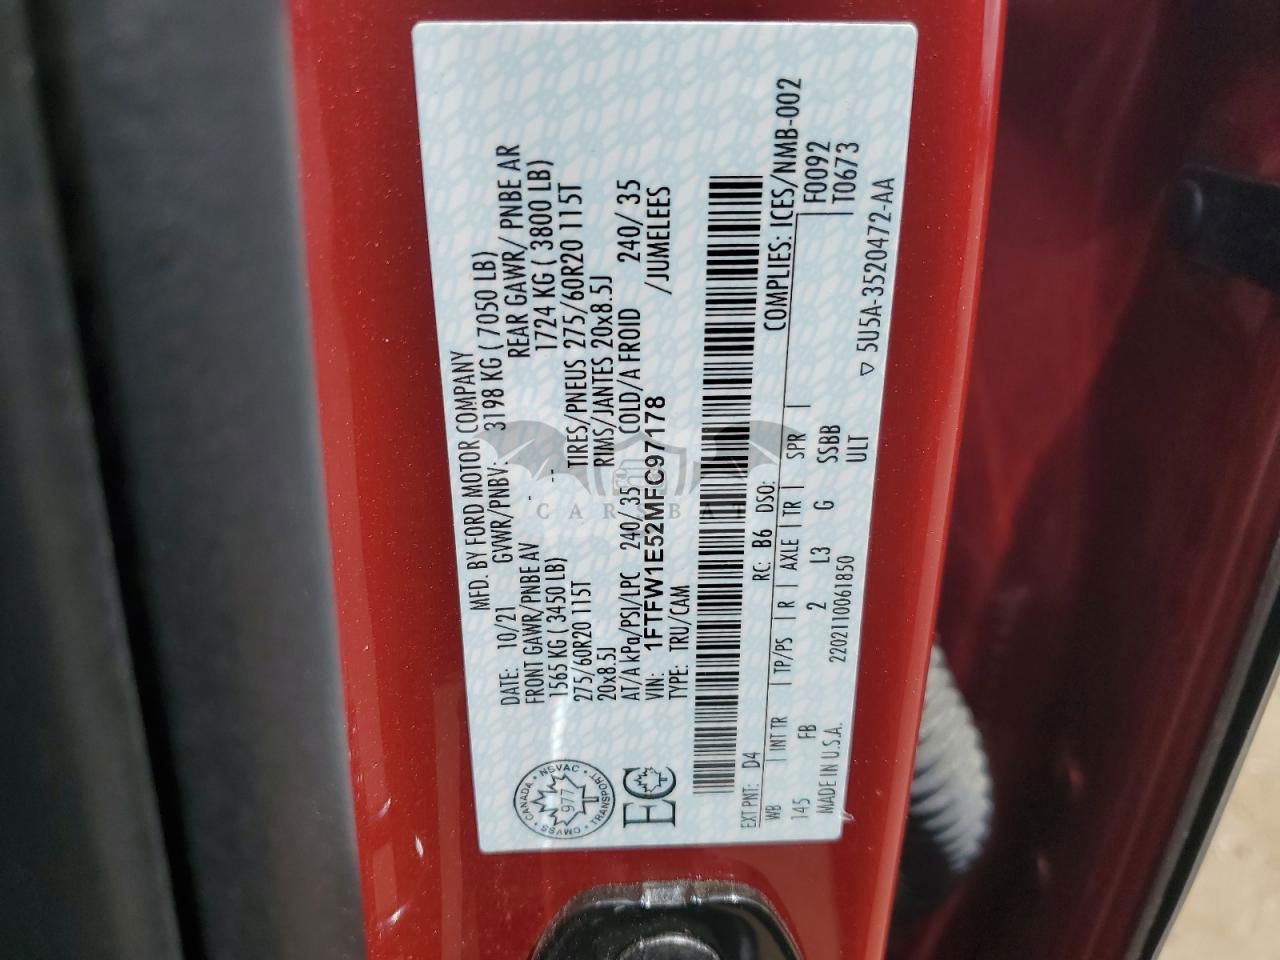 MFD. BY FORD MOTOR COMPANY
DATE: 10/21 GVWR/PNBV: 3198 KG ( 7050 LB)
FRONT GAWR/PNBE AV REAR GAWR/ PNBE AR
1565 KG ( 3450 LB) - 1724 KG ( 3800 LB)
275/60R20 115T -- TIRES/PNEUS 275/60R20 115T
20x8.5J RIMS/JANTES 20x8.5J
AT/A kPa/PSI/LPC 240/ 35 COLD/A FROID 240/ 35
VIN: 1FTFW1E52MFC97178 /JUMELEES
TYPE: TRU/CAM
COMPLIES: ICES/NMB-002
EXT PNT: D4 RC: B6 DSO: F0092
WB INT TR TP/PS R AXLE TR SPR T0673
145 FB 2 L3 G SSBB
MADE IN U.S.A. 2202110061850 ULT
▽ 5U5A-3520472-AA
CANADA NSVAC TRANSPORT CMVSS
977
EC
CARSBAT